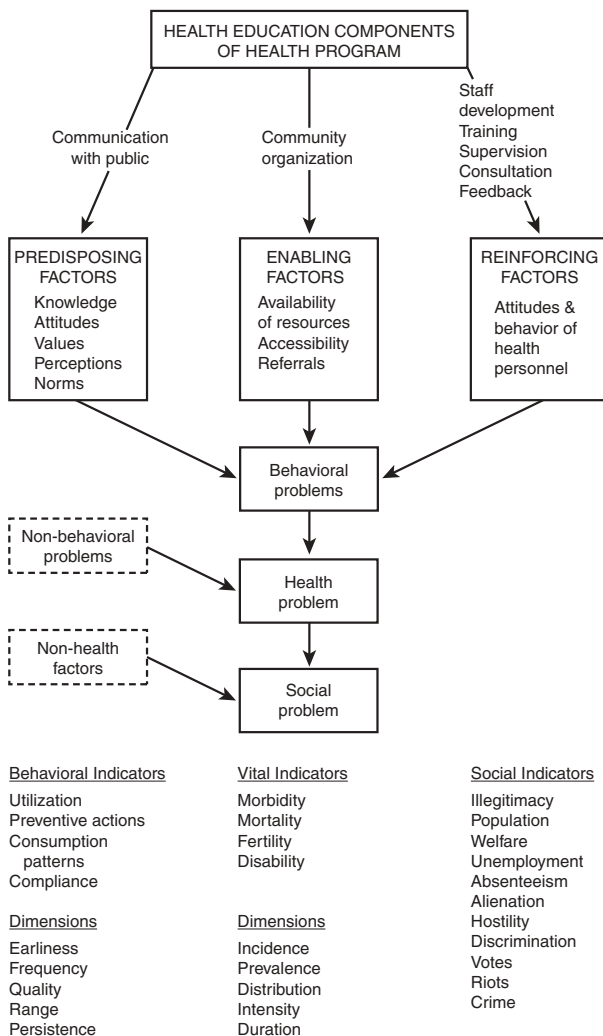 HEALTH EDUCATION COMPONENTS
OF HEALTH PROGRAM
Communication
with public
Community
organization
Staff
development
Training
Supervision
Consultation
Feedback
PREDISPOSING
FACTORS
Knowledge
Attitudes
Values
Perceptions
Norms
ENABLING
FACTORS
Availability
of resources
Accessibility
Referrals
REINFORCING
FACTORS
Attitudes &
behavior of
health
personnel
Behavioral
problems
Non-behavioral
problems
Health
problem
Non-health
factors
Social
problem
Behavioral Indicators
Utilization
Preventive actions
Consumption
patterns
Compliance
Dimensions
Earliness
Frequency
Quality
Range
Persistence
Vital Indicators
Morbidity
Mortality
Fertility
Disability
Dimensions
Incidence
Prevalence
Distribution
Intensity
Duration
Social Indicators
Illegitimacy
Population
Welfare
Unemployment
Absenteeism
Alienation
Hostility
Discrimination
Votes
Riots
Crime